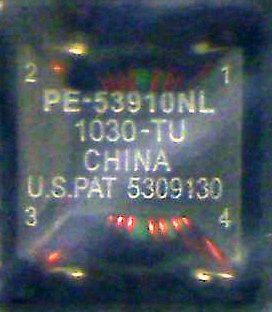 2 1
PE-53910NL
1030-TU
CHINA
U.S.PAT 5309130
3 4